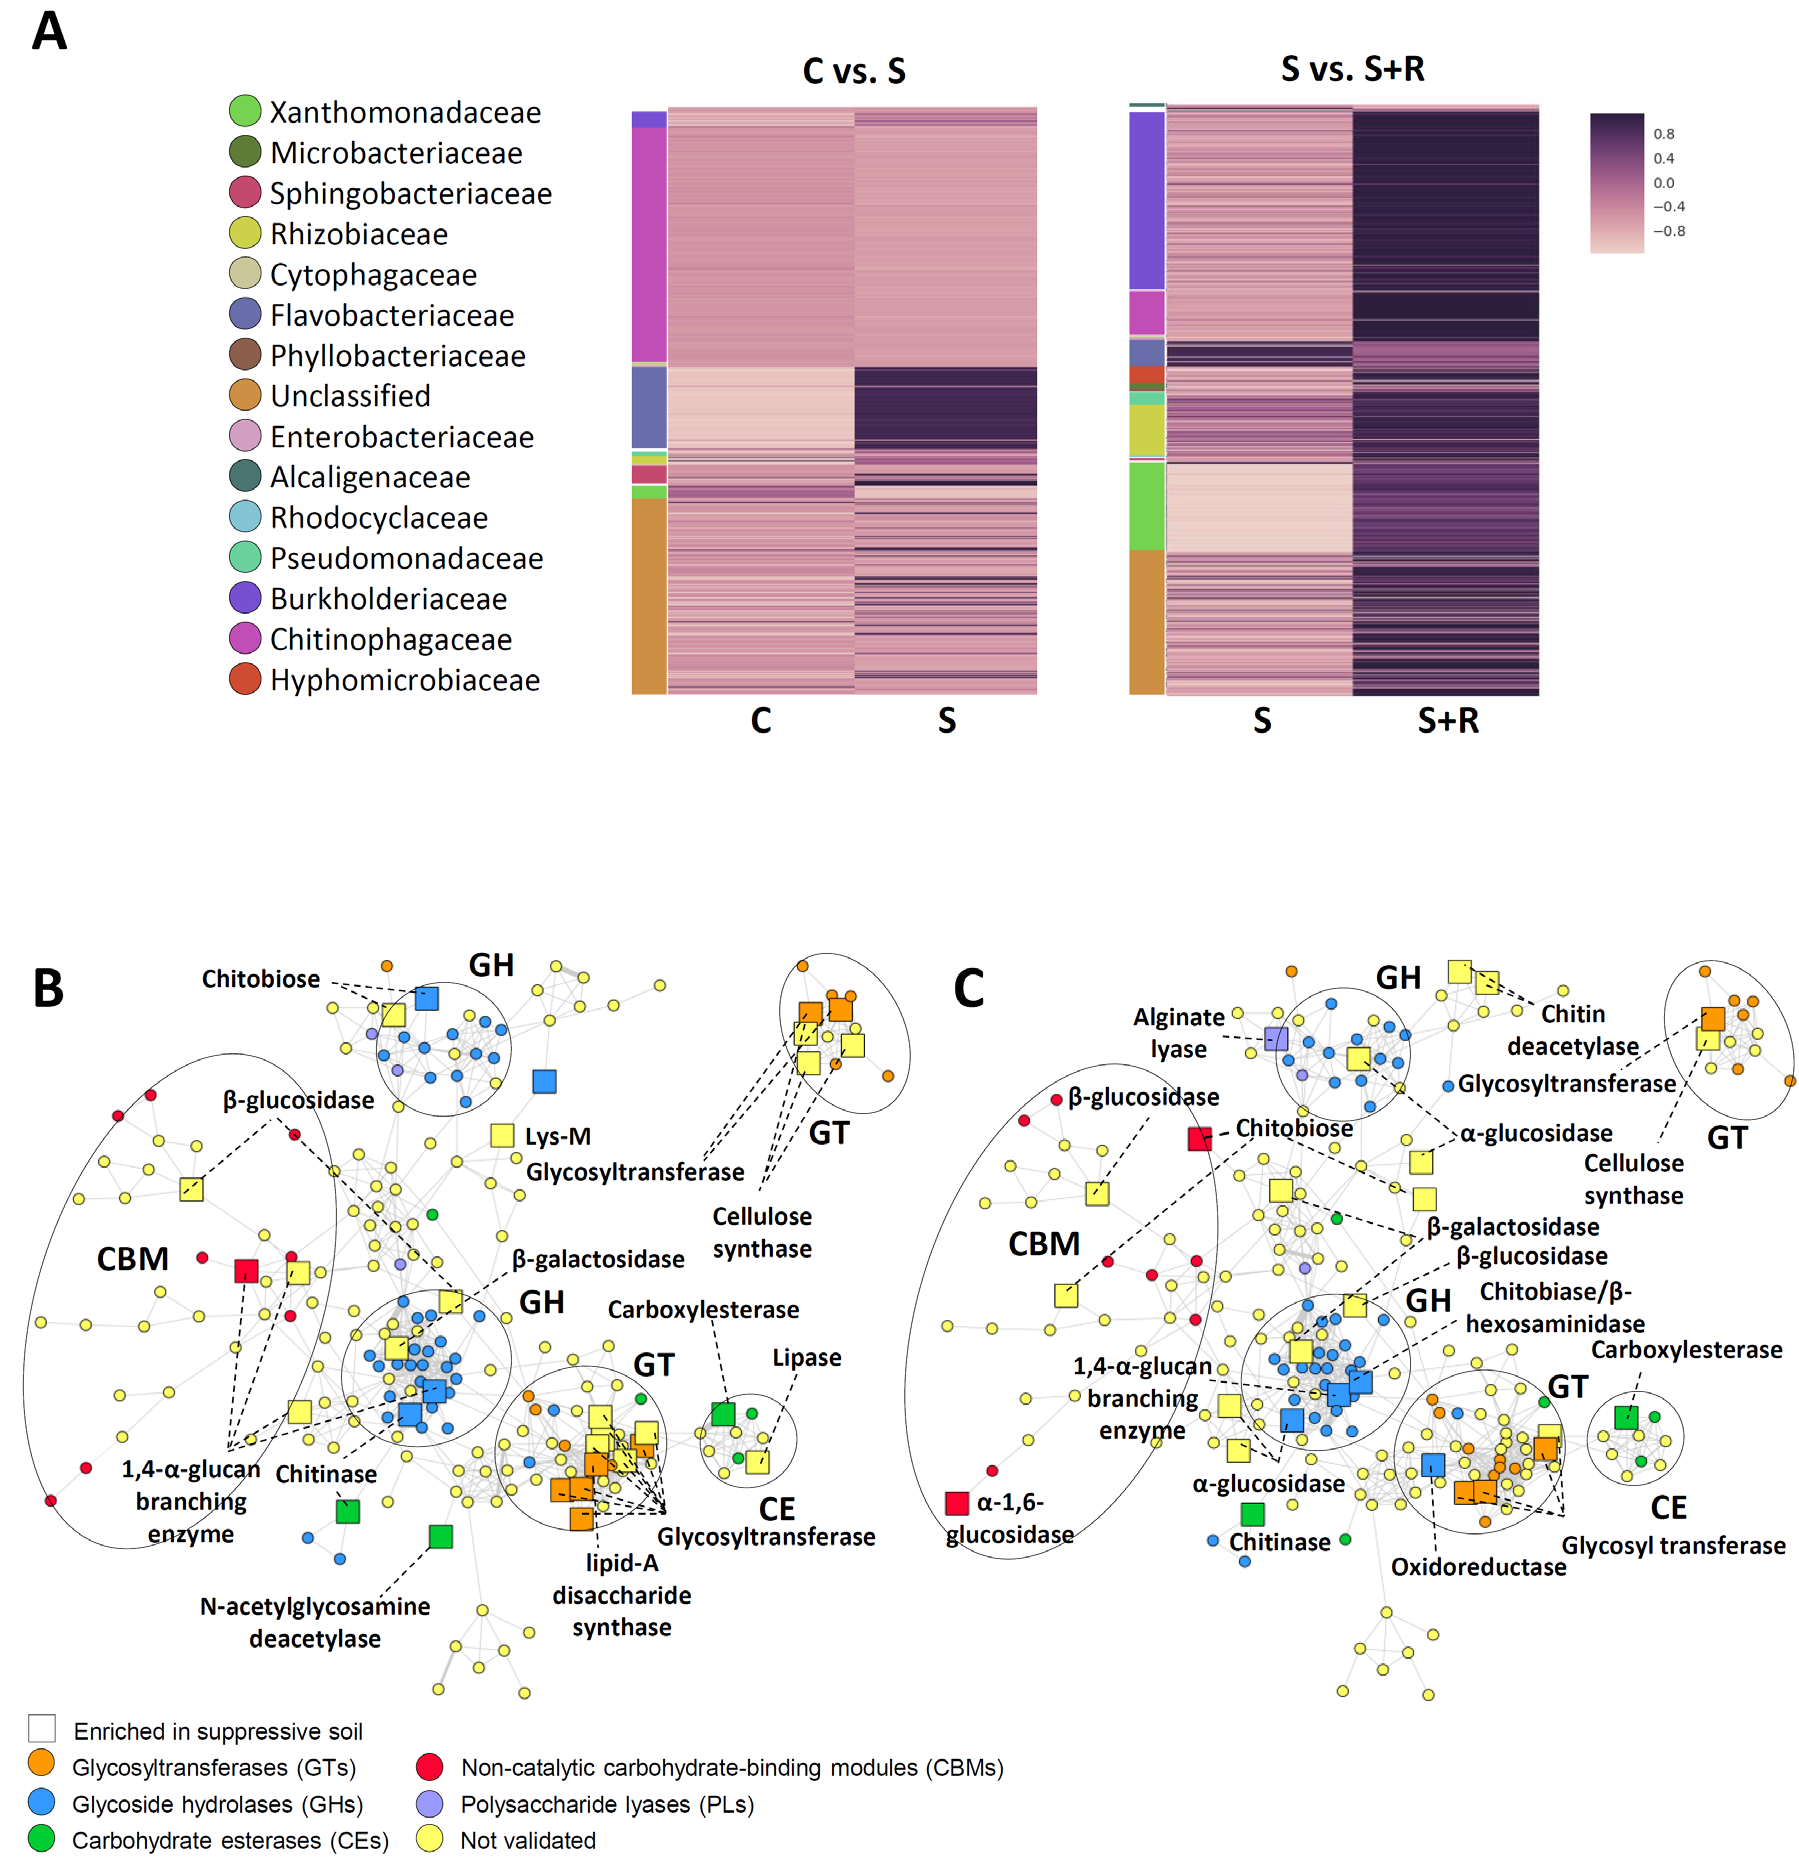 A
C vs. S
S vs. S+R
Xanthomonadaceae
Microbacteriaceae
Sphingobacteriaceae
Rhizobiaceae
Cytophagaceae
Flavobacteriaceae
Phyllobacteriaceae
Unclassified
Enterobacteriaceae
Alcaligenaceae
Rhodocyclaceae
Pseudomonadaceae
Burkholderiaceae
Chitinophagaceae
Hyphomicrobiaceae
0.8
0.4
0.0
−0.4
−0.8
C
S
S
S+R
B
Chitobiose
GH
β-glucosidase
Lys-M
Glycosyltransferase
GT
Cellulose
synthase
CBM
β-galactosidase
GH
Carboxylesterase
GT
Lipase
1,4-α-glucan
branching
enzyme
Chitinase
CE
Glycosyltransferase
lipid-A
disaccharide
synthase
N-acetylglycosamine
deacetylase
C
GH
Alginate
lyase
Chitin
deacetylase
Glycosyltransferase
β-glucosidase
Chitobiose
α-glucosidase
GT
Cellulose
synthase
CBM
β-galactosidase
β-glucosidase
GH
Chitobiase/β-
hexosaminidase
Carboxylesterase
1,4-α-glucan
branching
enzyme
GT
α-glucosidase
α-1,6-
glucosidase
Chitinase
CE
Oxidoreductase
Glycosyl transferase
Enriched in suppressive soil
Glycosyltransferases (GTs)
Non-catalytic carbohydrate-binding modules (CBMs)
Glycoside hydrolases (GHs)
Polysaccharide lyases (PLs)
Carbohydrate esterases (CEs)
Not validated